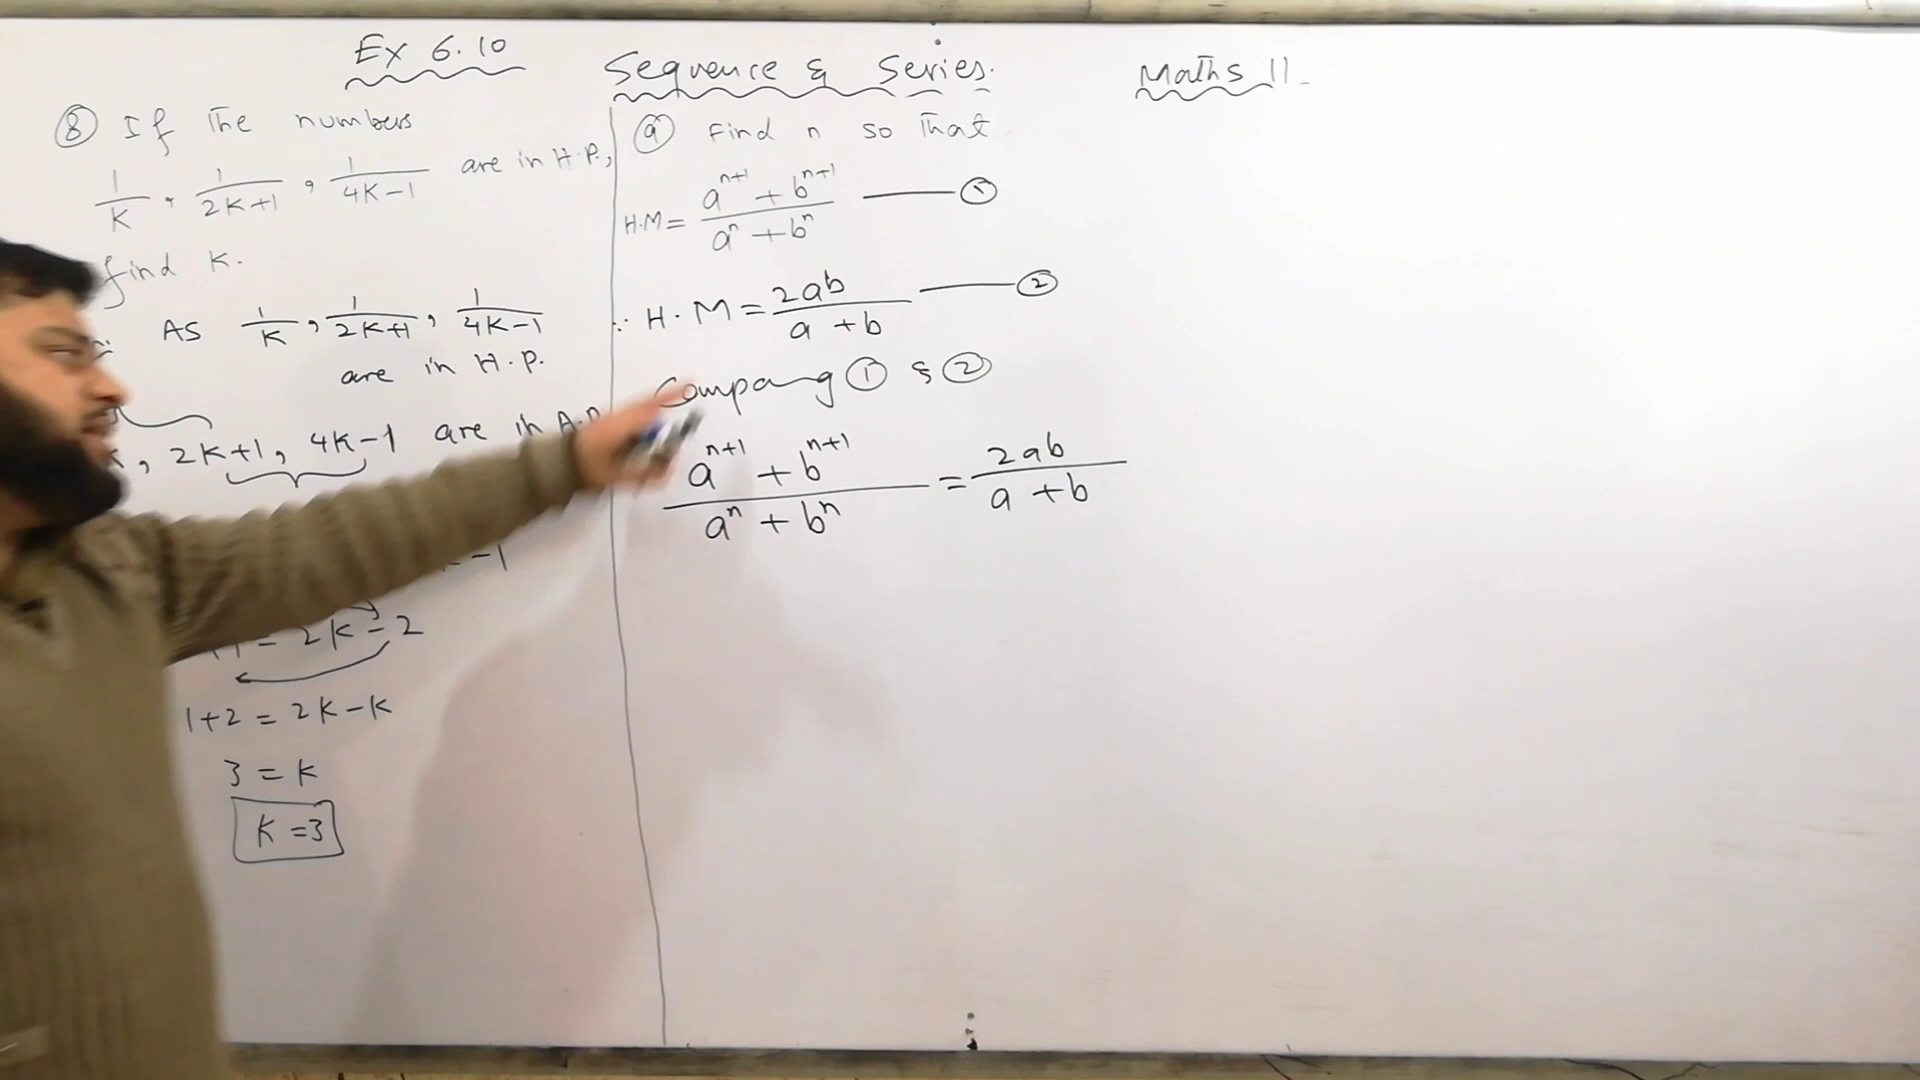 Ex 6.10
Sequence & Series.
Maths 11
⑧ If The numbers
1/K, 1/(2K+1), 1/(4K-1) are in H.P.,
find K.
AS 1/K, 1/(2K+1), 1/(4K-1)
are in H.P.
, 2K+1, 4K-1 are in
-1
= 2K-2
1+2 = 2K-K
3 = K
K = 3
⑨ Find n so That
H.M = (a^(n+1) + b^(n+1))/(a^n + b^n) ——— ①
∵ H.M = 2ab/(a+b) ——— ②
Compang ① & ②
(a^(n+1) + b^(n+1))/(a^n + b^n) = 2ab/(a+b)